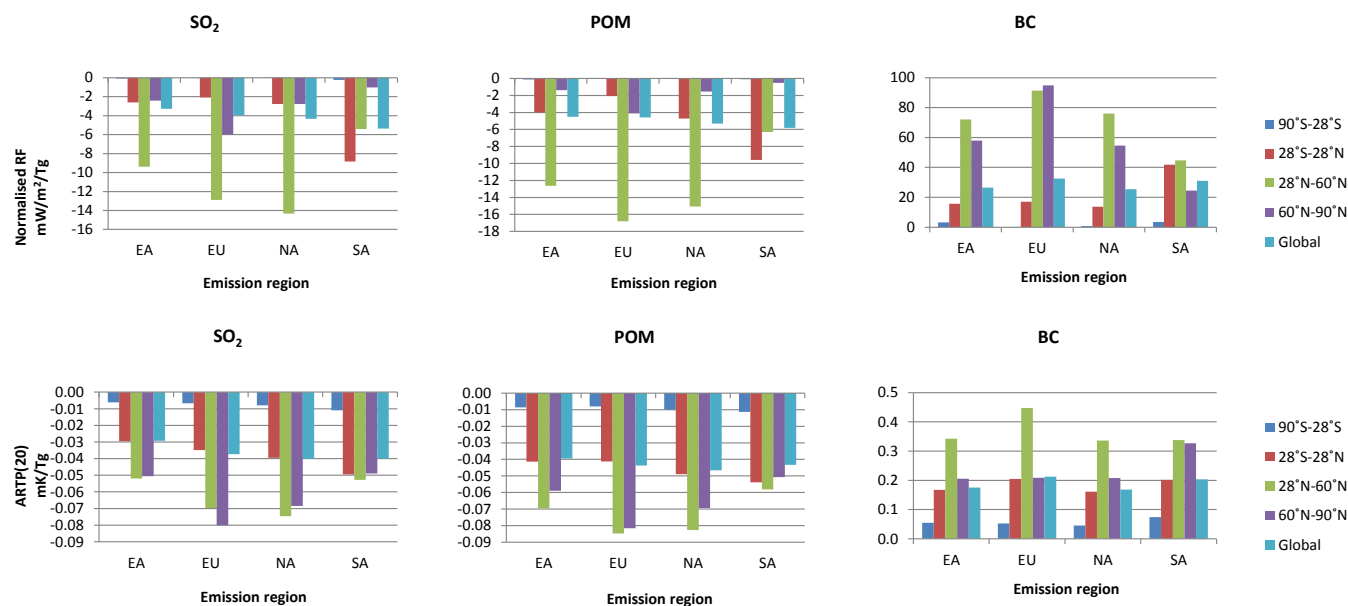 SO2
Normalised RF
mW/m²/Tg
0
-2
-4
-6
-8
-10
-12
-14
-16
EA EU NA SA
Emission region
POM
0
-2
-4
-6
-8
-10
-12
-14
-16
-18
EA EU NA SA
Emission region
BC
100
80
60
40
20
0
EA EU NA SA
Emission region
90˚S-28˚S
28˚S-28˚N
28˚N-60˚N
60˚N-90˚N
Global
SO2
ARTP(20)
mK/Tg
0.00
-0.01
-0.02
-0.03
-0.04
-0.05
-0.06
-0.07
-0.08
-0.09
EA EU NA SA
Emission region
POM
0.00
-0.01
-0.02
-0.03
-0.04
-0.05
-0.06
-0.07
-0.08
-0.09
EA EU NA SA
Emission region
BC
0.5
0.4
0.3
0.2
0.1
0.0
EA EU NA SA
Emission region
90˚S-28˚S
28˚S-28˚N
28˚N-60˚N
60˚N-90˚N
Global